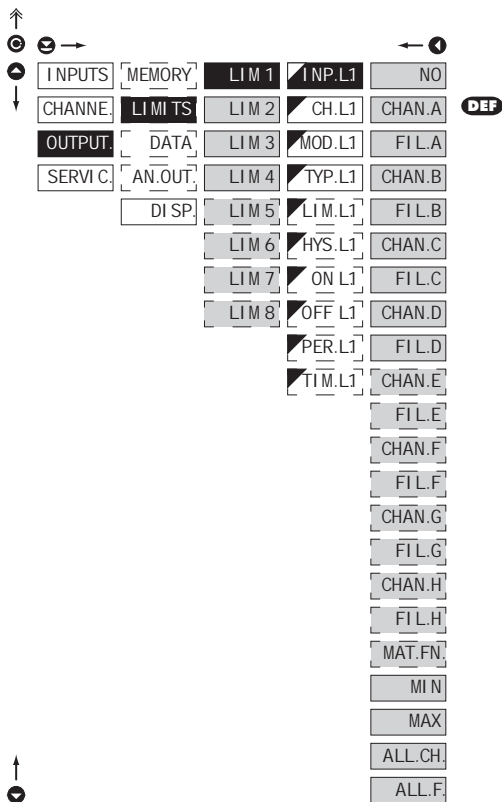 INPUTS MEMORY LIM 1 INP.L1 NO
CHANNE. LIMITS LIM 2 CH.L1 CHAN.A DEF
OUTPUT. DATA LIM 3 MOD.L1 FIL.A
SERVIC. AN.OUT. LIM 4 TYP.L1 CHAN.B
DISP. LIM 5 LIM.L1 FIL.B
LIM 6 HYS.L1 CHAN.C
LIM 7 ON L1 FIL.C
LIM 8 OFF L1 CHAN.D
PER.L1 FIL.D
TIM.L1 CHAN.E
FIL.E
CHAN.F
FIL.F
CHAN.G
FIL.G
CHAN.H
FIL.H
MAT.FN.
MIN
MAX
ALL.CH.
ALL.F.